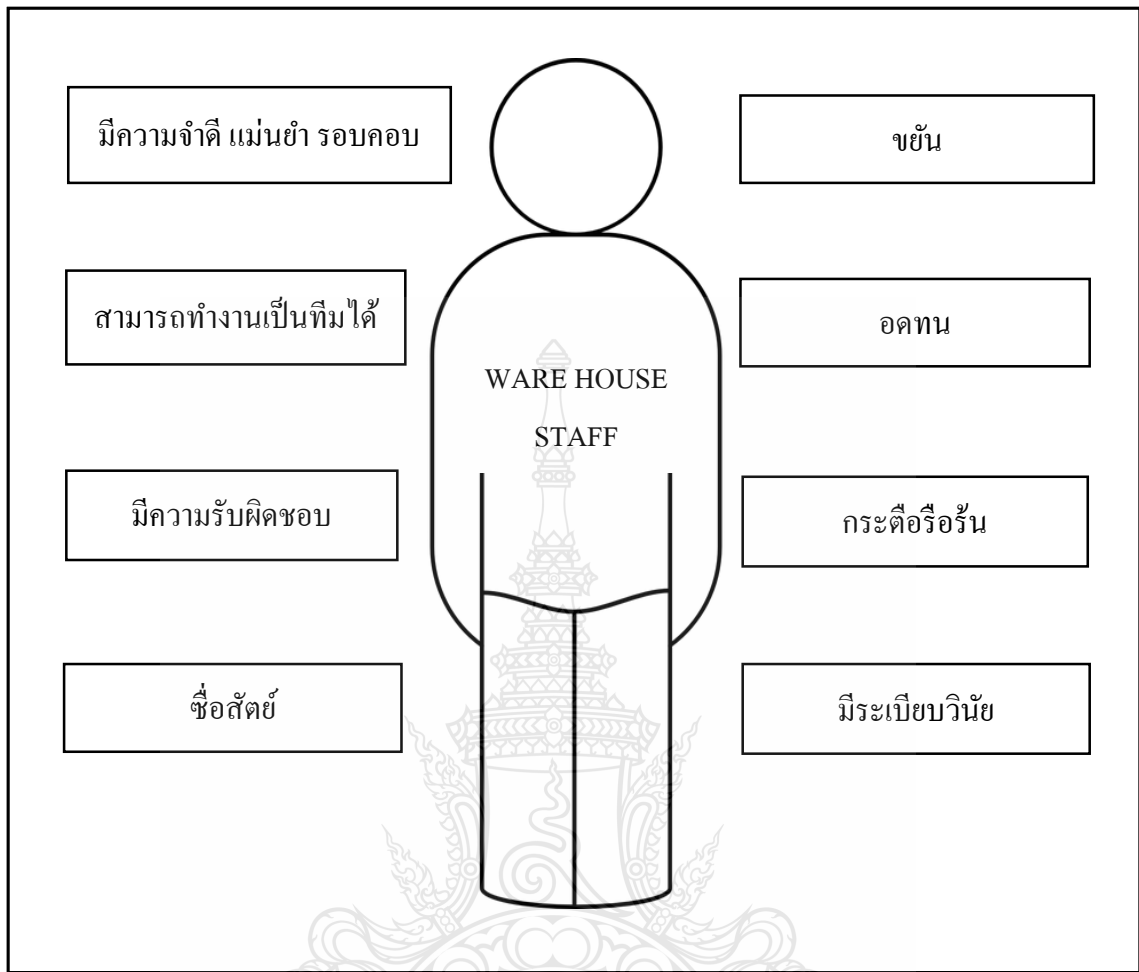 มีความจำดี แม่นยำ รอบคอบ
ขยัน
สามารถทำงานเป็นทีมได้
อดทน
WARE HOUSE
STAFF
มีความรับผิดชอบ
กระตือรือร้น
ซื่อสัตย์
มีระเบียบวินัย